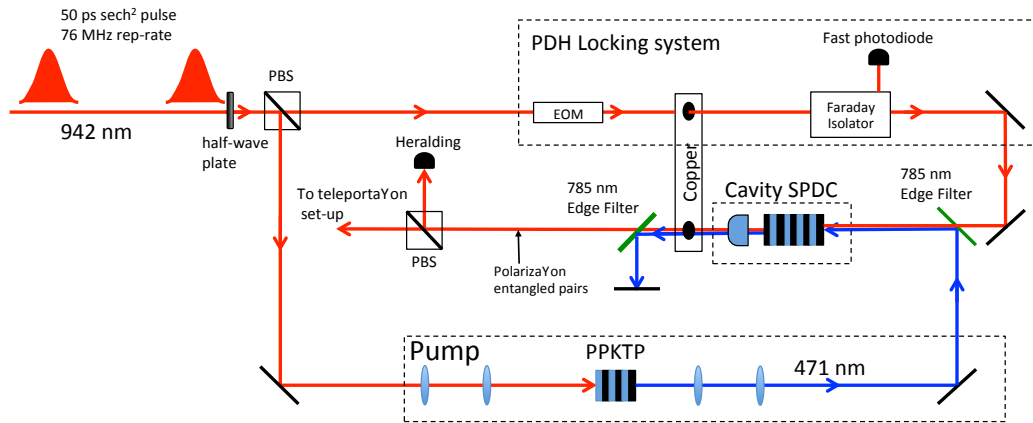 50 ps sech² pulse
76 MHz rep-rate
PBS
942 nm
half-wave
plate
PDH Locking system
Fast photodiode
EOM
Faraday
Isolator
Copper
Heralding
To teleportaYon
set-up
PBS
785 nm
Edge Filter
Cavity SPDC
785 nm
Edge Filter
PolarizaYon
entangled pairs
Pump
PPKTP
471 nm